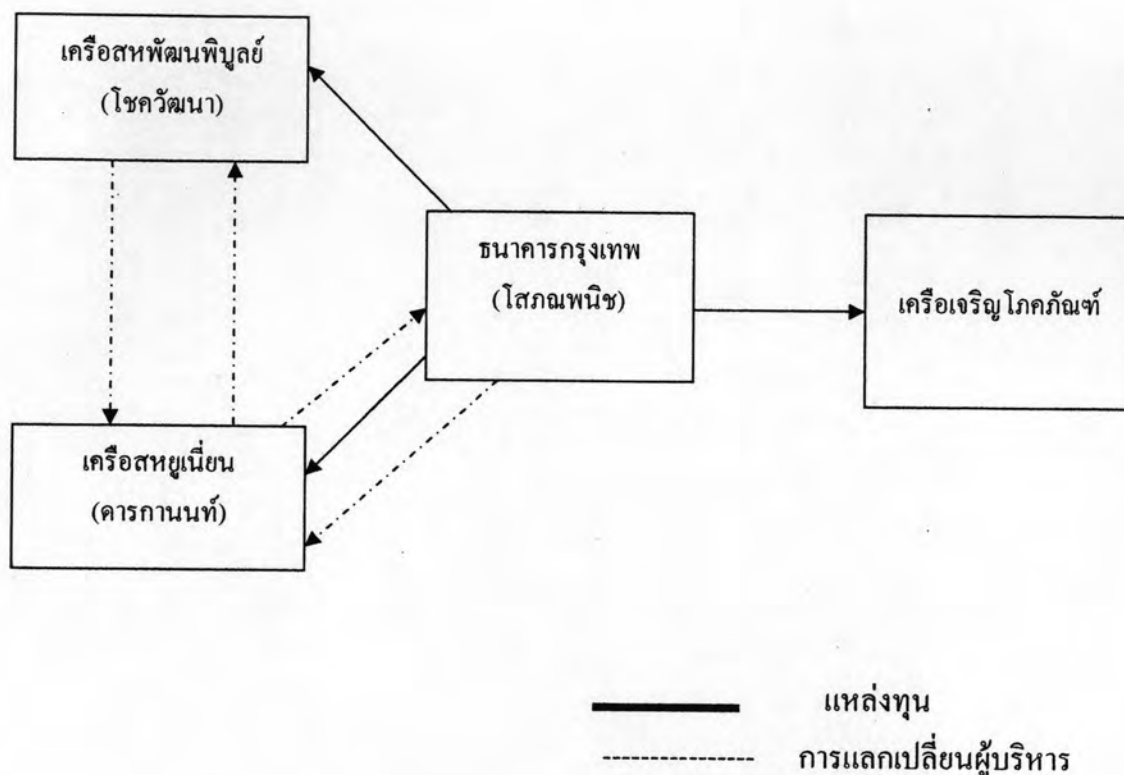 เครือสหพัฒนพิบูลย์
(โชควัฒนา)
ธนาคารกรุงเทพ
(โสภณพนิช)
เครือเจริญโภคภัณฑ์
เครือสหยูเนี่ยน
(ดารกานนท์)
แหล่งทุน
การแลกเปลี่ยนผู้บริหาร